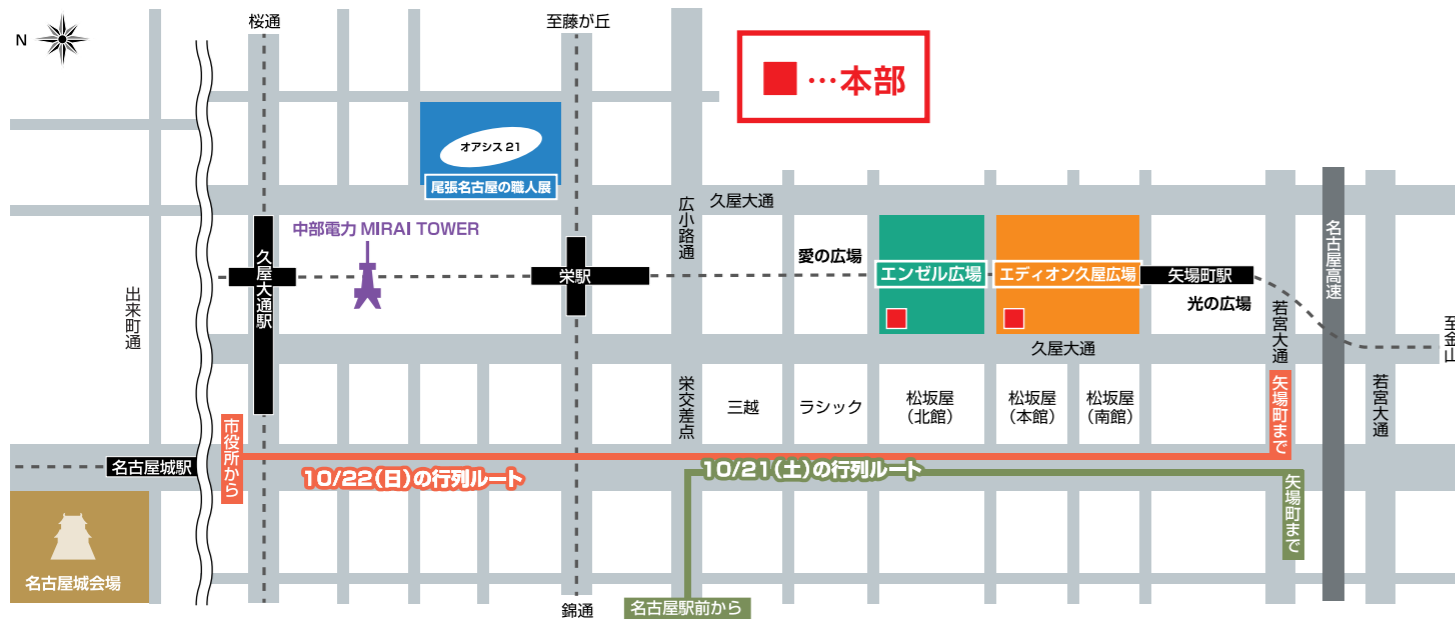 N
桜通
至藤が丘
…本部
オアシス21
尾張名古屋の職人展
久屋大通
広小路通
中部電力 MIRAI TOWER
久屋大通駅
栄駅
愛の広場
エンゼル広場
エディオン久屋広場
矢場町駅
光の広場
名古屋高速
出来町通
若宮大通
至金山
久屋大通
栄交差点
三越
ラシック
松坂屋
(北館)
松坂屋
(本館)
松坂屋
(南館)
矢場町まで
若宮大通
市役所から
名古屋城駅
10/22(日)の行列ルート
10/21(土)の行列ルート
矢場町まで
名古屋城会場
錦通
名古屋駅前から